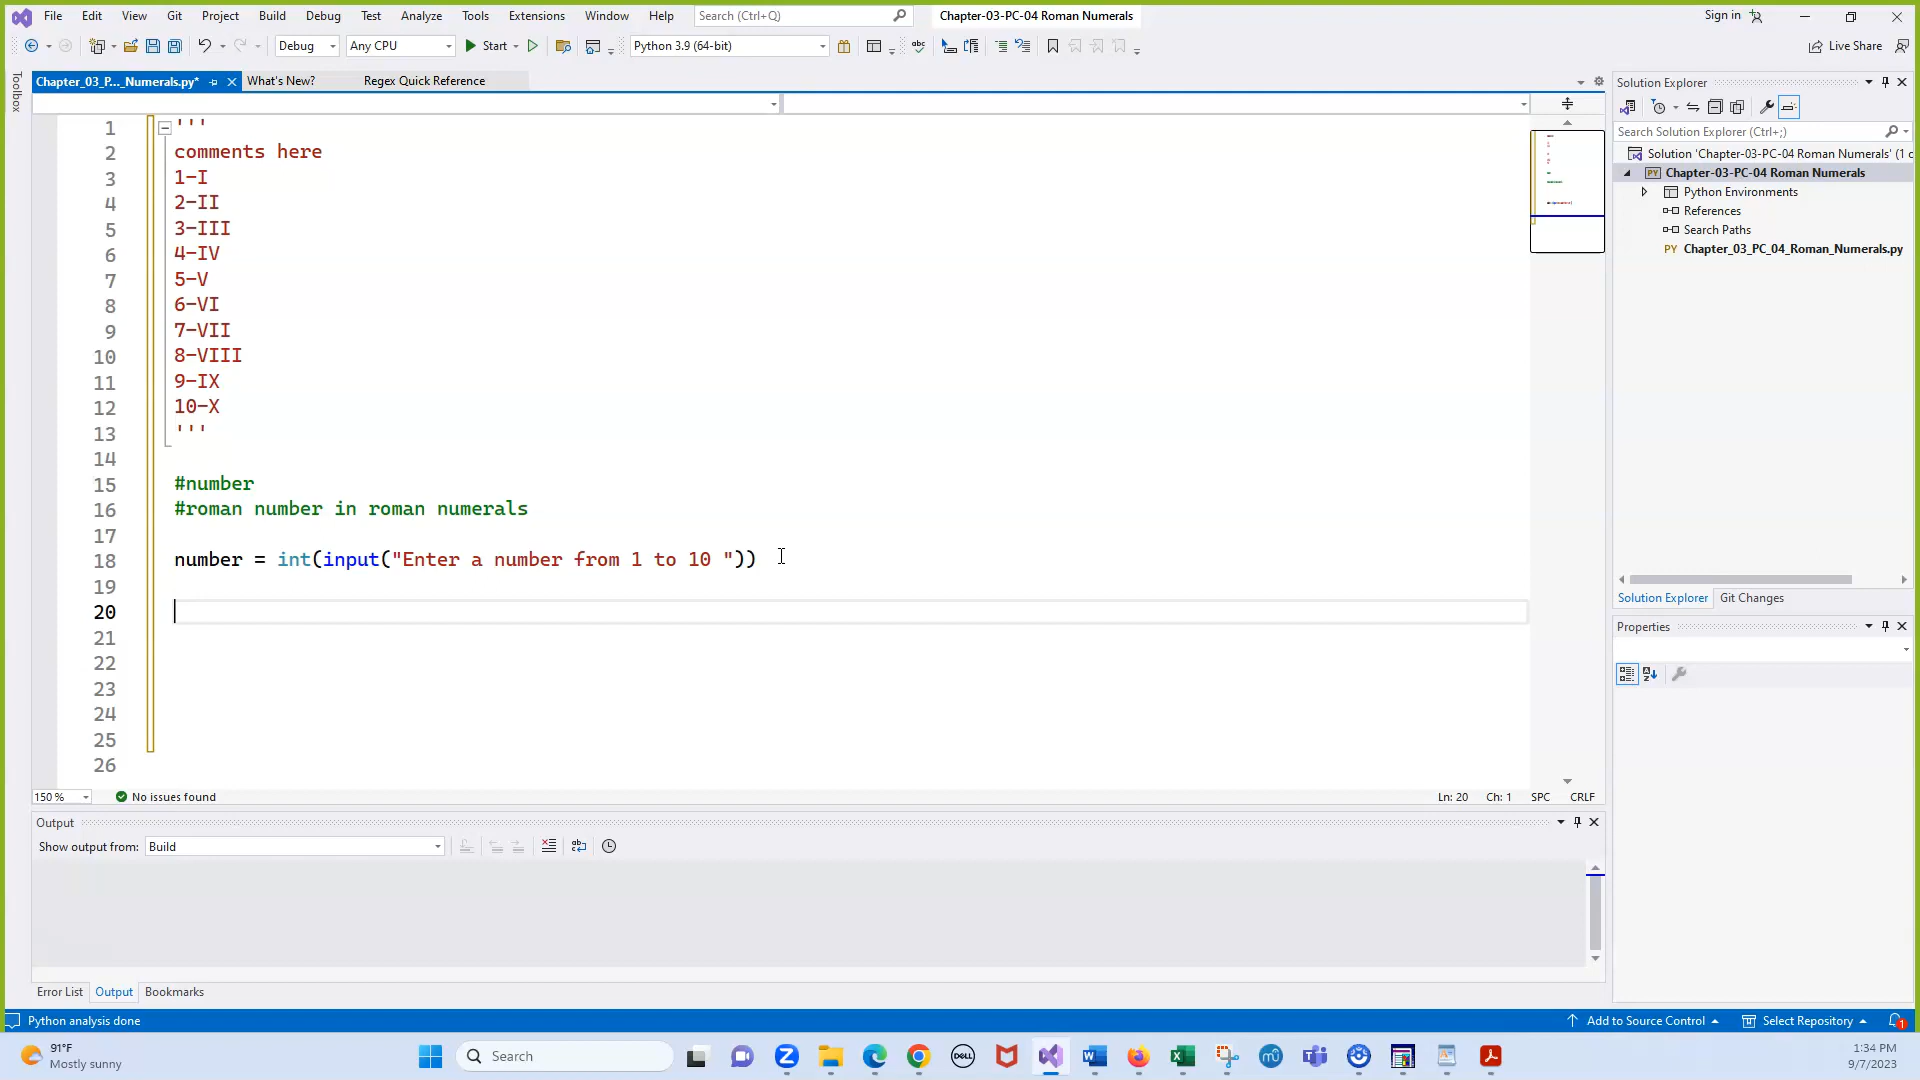 File Edit View Git Project Build Debug Test Analyze Tools Extensions Window Help Search (Ctrl+Q) Chapter-03-PC-04 Roman Numerals Sign in
Debug Any CPU Start Python 3.9 (64-bit) Live Share
Toolbox
Chapter_03_P..._Numerals.py* What's New? Regex Quick Reference
1 '''
2 comments here
3 1-I
4 2-II
5 3-III
6 4-IV
7 5-V
8 6-VI
9 7-VII
10 8-VIII
11 9-IX
12 10-X
13 '''
14
15 #number
16 #roman number in roman numerals
17
18 number = int(input("Enter a number from 1 to 10 "))
19
20
21
22
23
24
25
26
150 % No issues found Ln: 20 Ch: 1 SPC CRLF
Output
Show output from: Build
Error List Output Bookmarks
Solution Explorer
Search Solution Explorer (Ctrl+;)
Solution 'Chapter-03-PC-04 Roman Numerals' (1 c
PY Chapter-03-PC-04 Roman Numerals
Python Environments
References
Search Paths
PY Chapter_03_PC_04_Roman_Numerals.py
Solution Explorer Git Changes
Properties
Python analysis done Add to Source Control Select Repository 1
91°F
Mostly sunny
Search
DELL
1:34 PM
9/7/2023